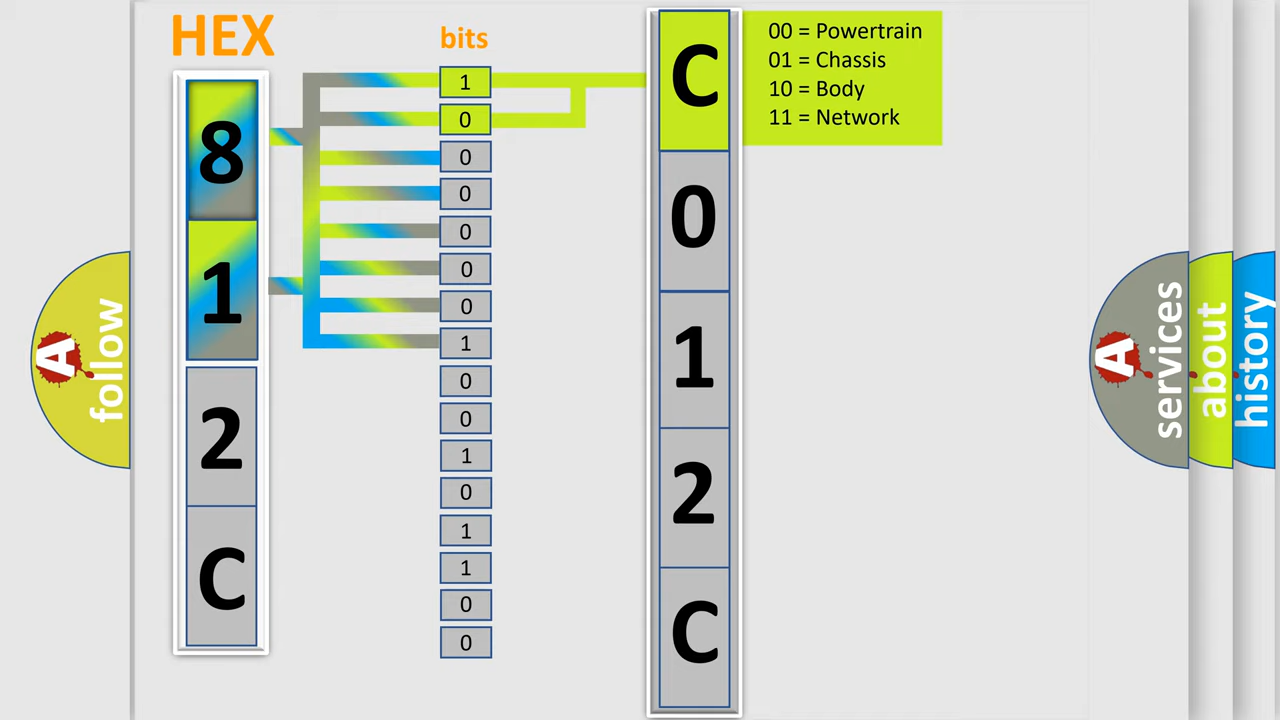 HEX
bits
8
1
2
C
1
0
0
0
0
0
0
1
0
0
1
0
1
1
0
0
C
0
1
2
C
00 = Powertrain
01 = Chassis
10 = Body
11 = Network
A follow
A services
about
history